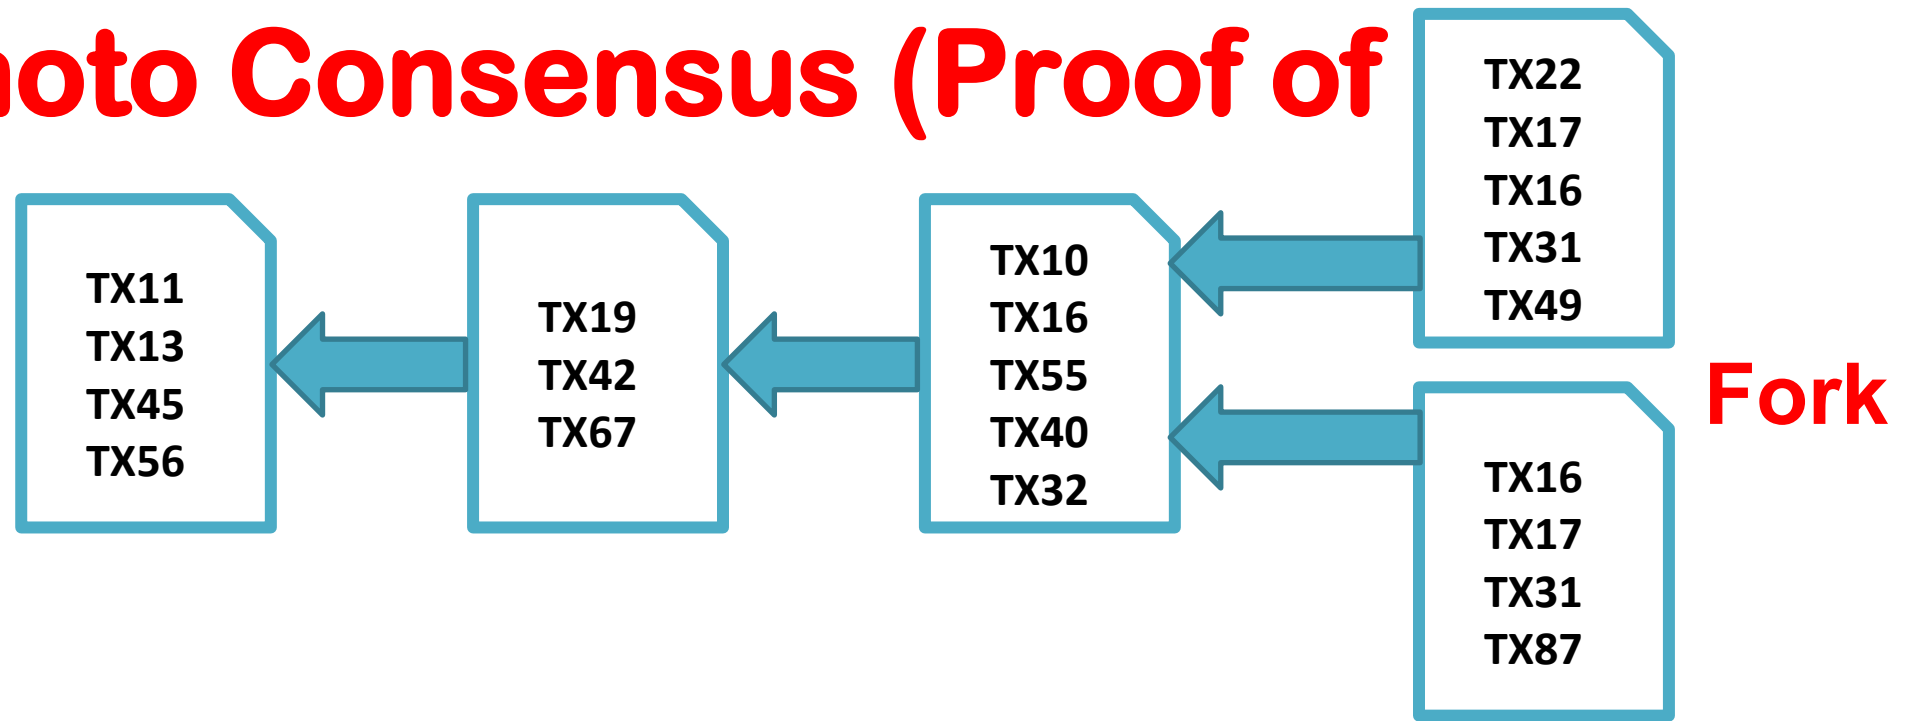 noto Consensus (Proof of
TX11
TX13
TX45
TX56
TX19
TX42
TX67
TX10
TX16
TX55
TX40
TX32
TX22
TX17
TX16
TX31
TX49
Fork
TX16
TX17
TX31
TX87